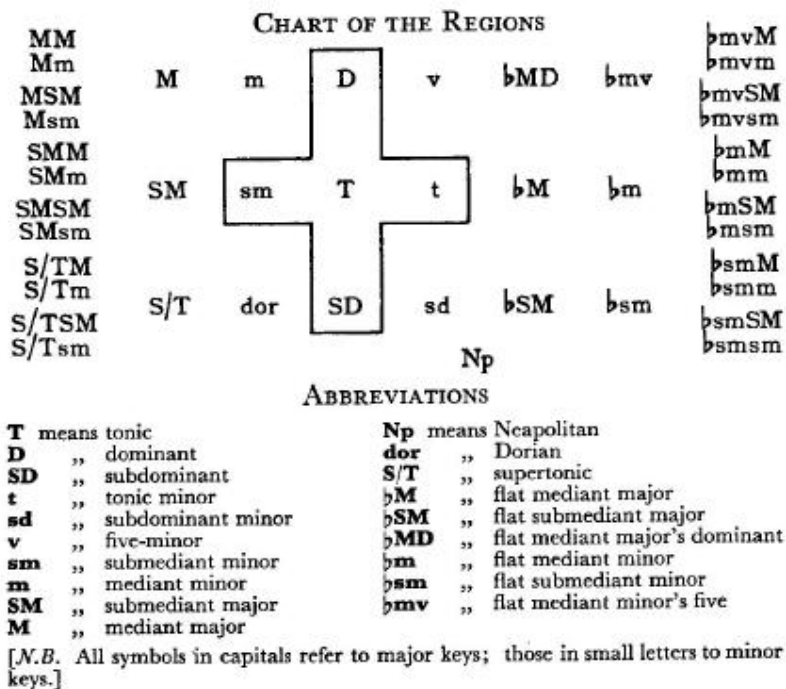 CHART OF THE REGIONS
MM ♭mvM
Mm ♭mvm
M m D v ♭MD ♭mv
MSM ♭mvSM
Msm ♭mvsm
SMM ♭mM
SMm ♭mm
SM sm T t ♭M ♭m
SMSM ♭mSM
SMsm ♭msm
S/TM ♭smM
S/Tm ♭smm
S/T dor SD sd ♭SM ♭sm
S/TSM ♭smSM
S/Tsm ♭smsm
Np
ABBREVIATIONS
T means tonic
D „ dominant
SD „ subdominant
t „ tonic minor
sd „ subdominant minor
v „ five-minor
sm „ submediant minor
m „ mediant minor
SM „ submediant major
M „ mediant major
Np means Neapolitan
dor „ Dorian
S/T „ supertonic
♭M „ flat mediant major
♭SM „ flat submediant major
♭MD „ flat mediant major's dominant
♭m „ flat mediant minor
♭sm „ flat submediant minor
♭mv „ flat mediant minor's five
[N.B. All symbols in capitals refer to major keys; those in small letters to minor
keys.]